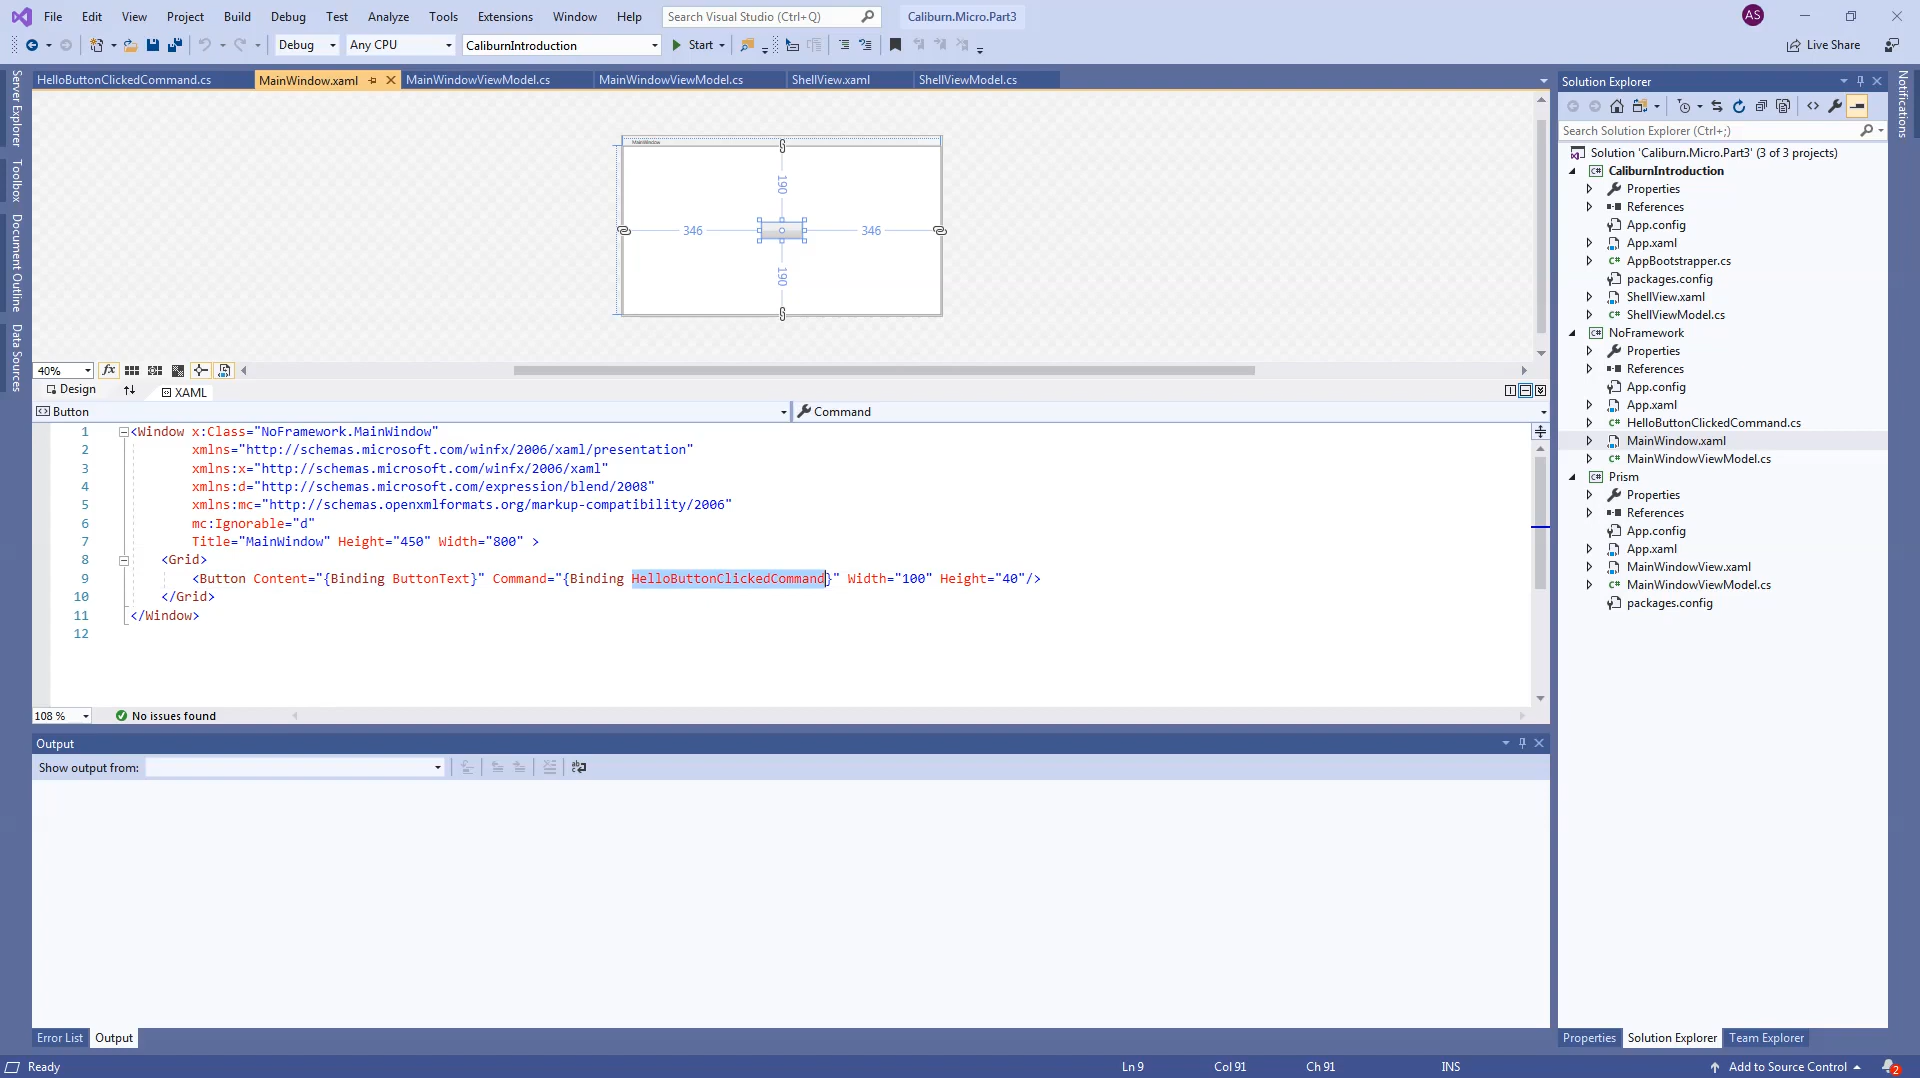 File Edit View Project Build Debug Test Analyze Tools Extensions Window Help Search Visual Studio (Ctrl+Q) Caliburn.Micro.Part3 AS
Debug Any CPU CaliburnIntroduction Start Live Share
HelloButtonClickedCommand.cs MainWindow.xaml MainWindowViewModel.cs MainWindowViewModel.cs ShellView.xaml ShellViewModel.cs
Server Explorer
Toolbox
Document Outline
Data Sources
MainWindow
190
346 346
190
40% fx
Design XAML
Button Command
1 <Window x:Class="NoFramework.MainWindow"
2 xmlns="http://schemas.microsoft.com/winfx/2006/xaml/presentation"
3 xmlns:x="http://schemas.microsoft.com/winfx/2006/xaml"
4 xmlns:d="http://schemas.microsoft.com/expression/blend/2008"
5 xmlns:mc="http://schemas.openxmlformats.org/markup-compatibility/2006"
6 mc:Ignorable="d"
7 Title="MainWindow" Height="450" Width="800" >
8 <Grid>
9 <Button Content="{Binding ButtonText}" Command="{Binding HelloButtonClickedCommand}" Width="100" Height="40"/>
10 </Grid>
11 </Window>
12
108 % No issues found
Output
Show output from:
Error List Output
Solution Explorer
Search Solution Explorer (Ctrl+;)
Solution 'Caliburn.Micro.Part3' (3 of 3 projects)
CaliburnIntroduction
Properties
References
App.config
App.xaml
AppBootstrapper.cs
packages.config
ShellView.xaml
ShellViewModel.cs
NoFramework
Properties
References
App.config
App.xaml
HelloButtonClickedCommand.cs
MainWindow.xaml
MainWindowViewModel.cs
Prism
Properties
References
App.config
App.xaml
MainWindowView.xaml
MainWindowViewModel.cs
packages.config
Properties Solution Explorer Team Explorer
Notifications
Ready Ln 9 Col 91 Ch 91 INS Add to Source Control 2